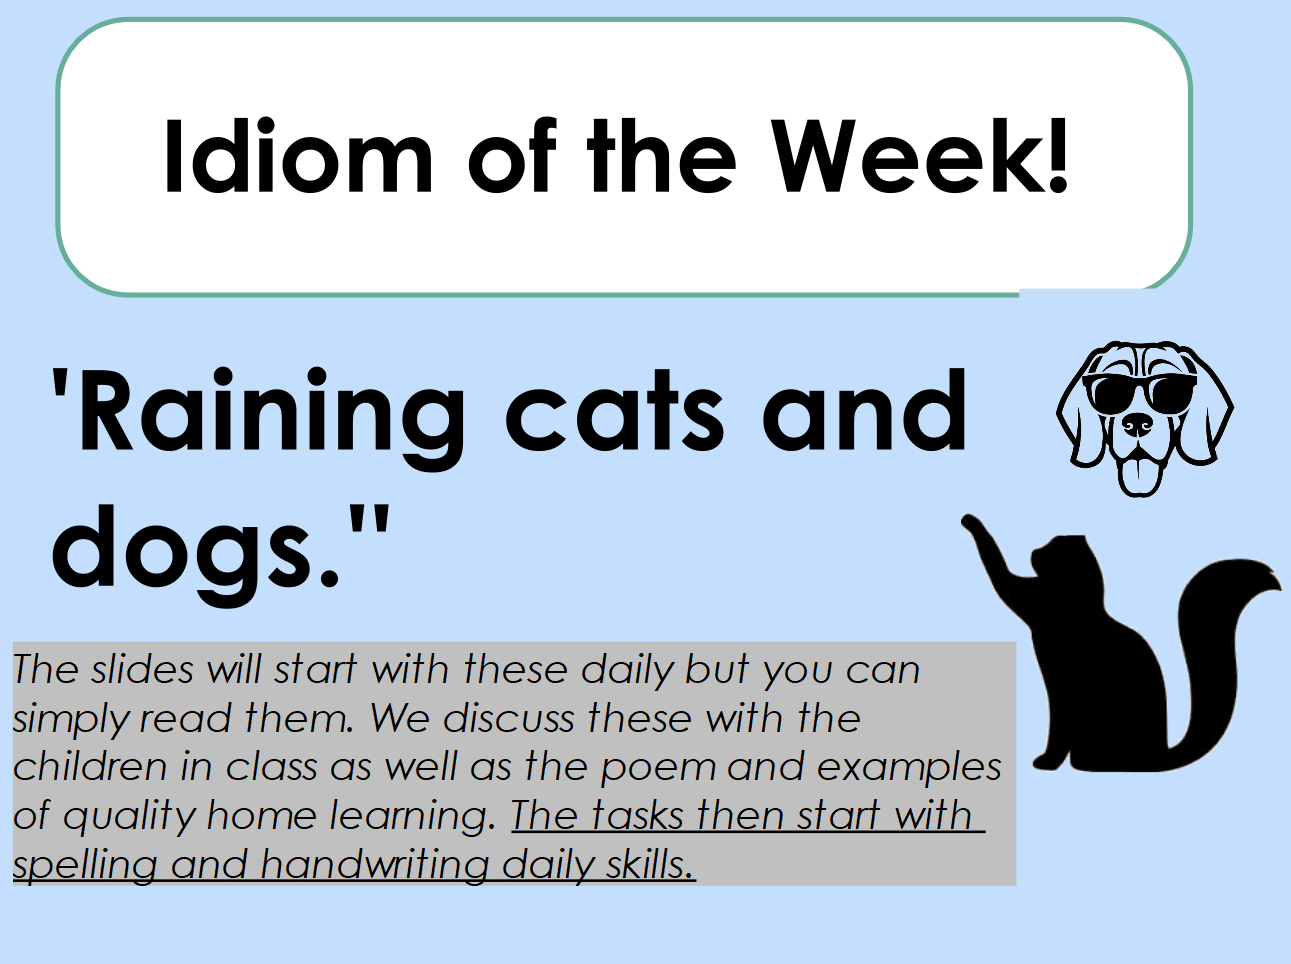 Idiom of the Week!
'Raining cats and
dogs."
The slides will start with these daily but you can
simply read them. We discuss these with the
children in class as well as the poem and examples
of quality home learning. The tasks then start with
spelling and handwriting daily skills.